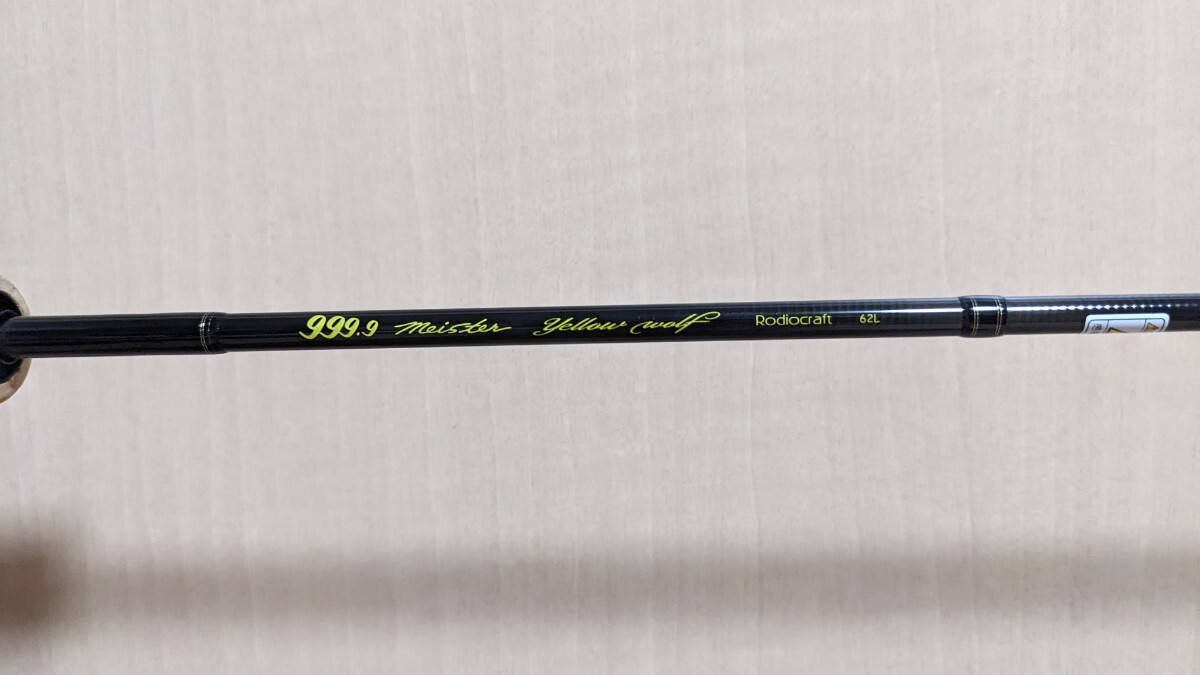 999.9 meister yellow wolf Rodiocraft 62L